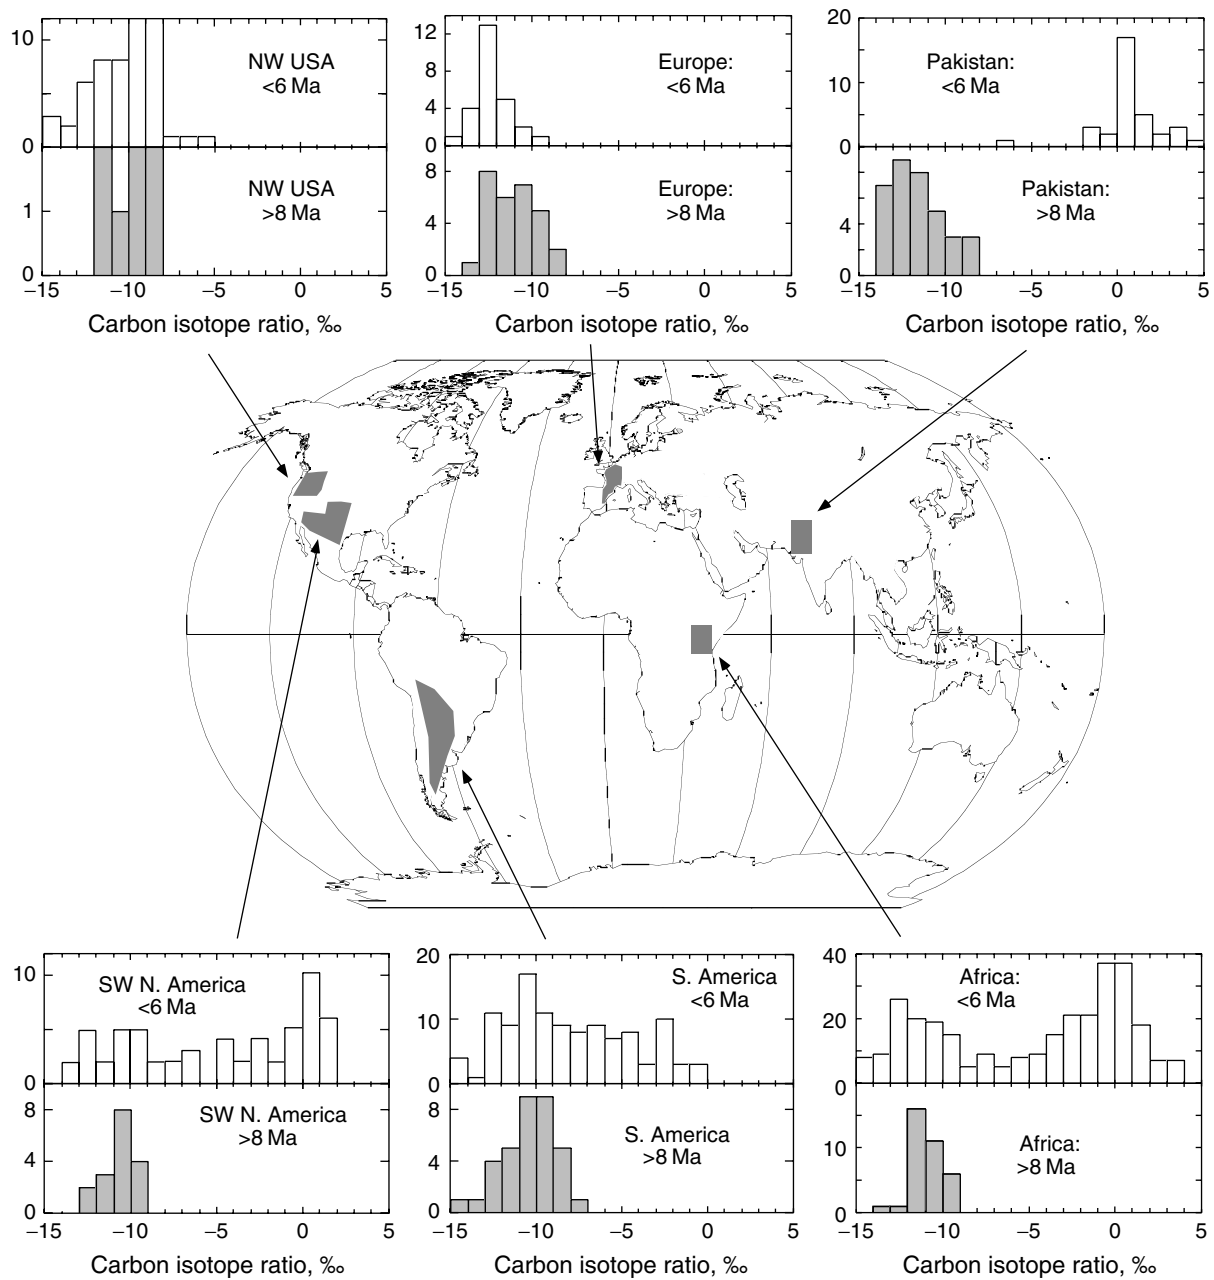 10
0
NW USA
<6 Ma
1
0
NW USA
>8 Ma
−15
−10
−5
0
5
Carbon isotope ratio, ‰
12
8
4
0
Europe:
<6 Ma
8
4
0
Europe:
>8 Ma
−15
−10
−5
0
5
Carbon isotope ratio, ‰
20
10
0
Pakistan:
<6 Ma
4
0
Pakistan:
>8 Ma
−15
−10
−5
0
5
Carbon isotope ratio, ‰
10
0
SW N. America
<6 Ma
8
4
0
SW N. America
>8 Ma
−15
−10
−5
0
5
Carbon isotope ratio, ‰
20
10
0
S. America
<6 Ma
8
4
0
S. America
>8 Ma
−15
−10
−5
0
5
Carbon isotope ratio, ‰
40
20
0
Africa:
<6 Ma
10
0
Africa:
>8 Ma
−15
−10
−5
0
5
Carbon isotope ratio, ‰